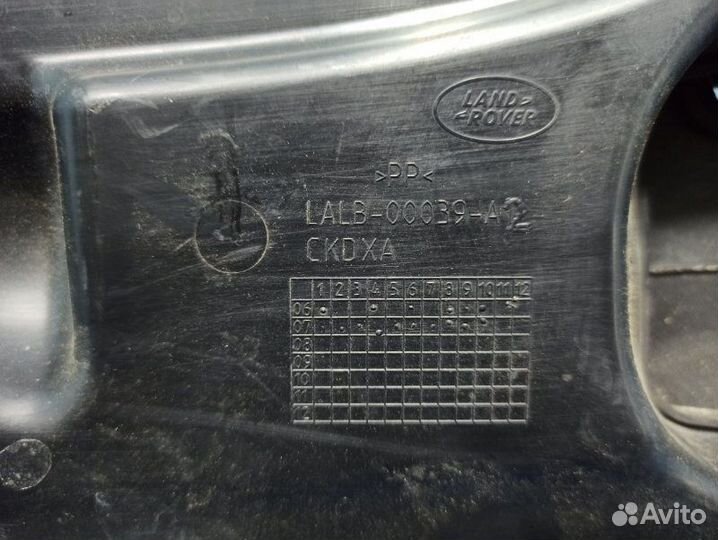 LAND
ROVER
>PP<
LALB-00039-A2
CKDXA
1 2 3 4 5 6 7 8 9 10 11 12
06
07
08
09
10
11
12
Avito